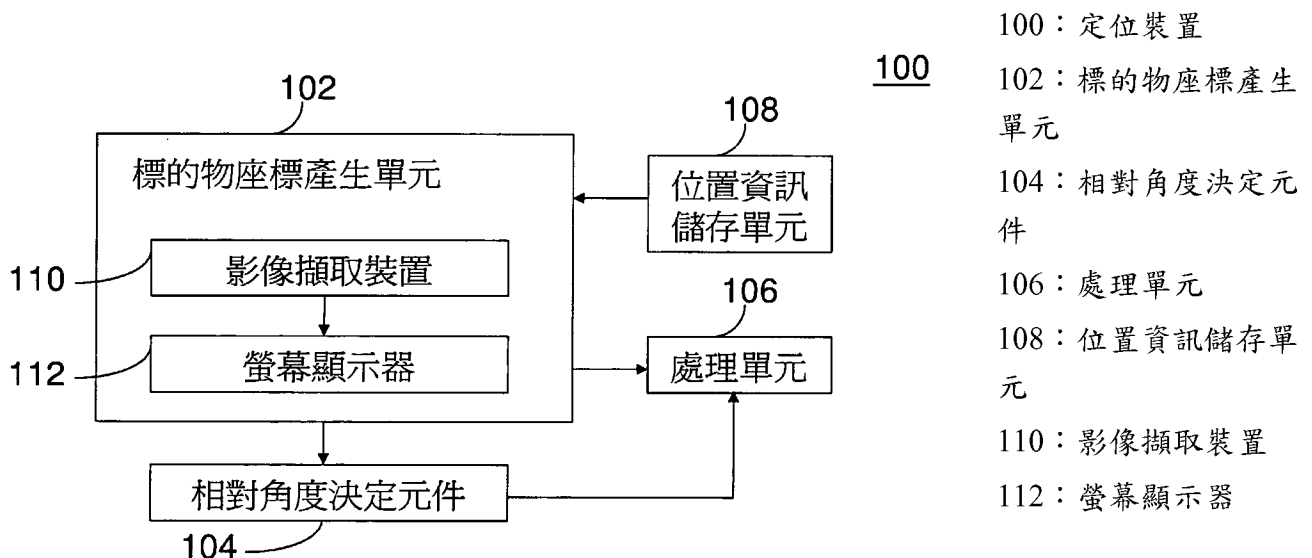 102
標的物座標產生單元
110
影像擷取裝置
112
螢幕顯示器
108
位置資訊
儲存單元
106
處理單元
相對角度決定元件
104
100
100：定位裝置
102：標的物座標產生
單元
104：相對角度決定元
件
106：處理單元
108：位置資訊儲存單
元
110：影像擷取裝置
112：螢幕顯示器